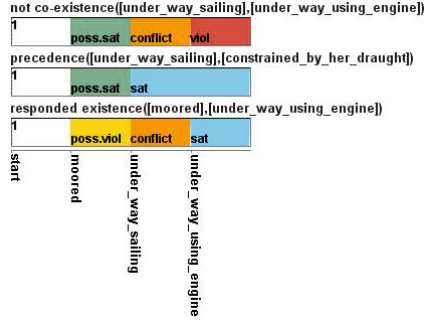 not co-existence([under_way_sailing],[under_way_using_engine])
1
poss.sat conflict viol
precedence([under_way_sailing],[constrained_by_her_draught])
1
poss.sat sat
responded existence([moored],[under_way_using_engine])
1
poss.viol conflict sat
start
moored
under_way_sailing
under_way_using_engine